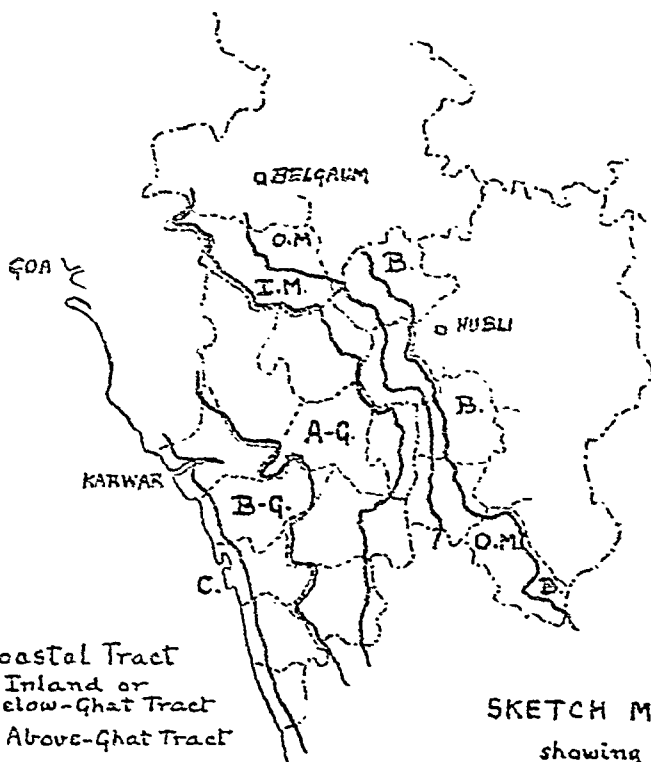 BELGAUM
O.M
B.
GOA
I.M.
HUBLI
B.
A-G.
KARWAR
B-G.
O.M.
C.
B
oastal Tract
Inland or
elow-Ghat Tract
Above-Ghat Tract
SKETCH M
showing